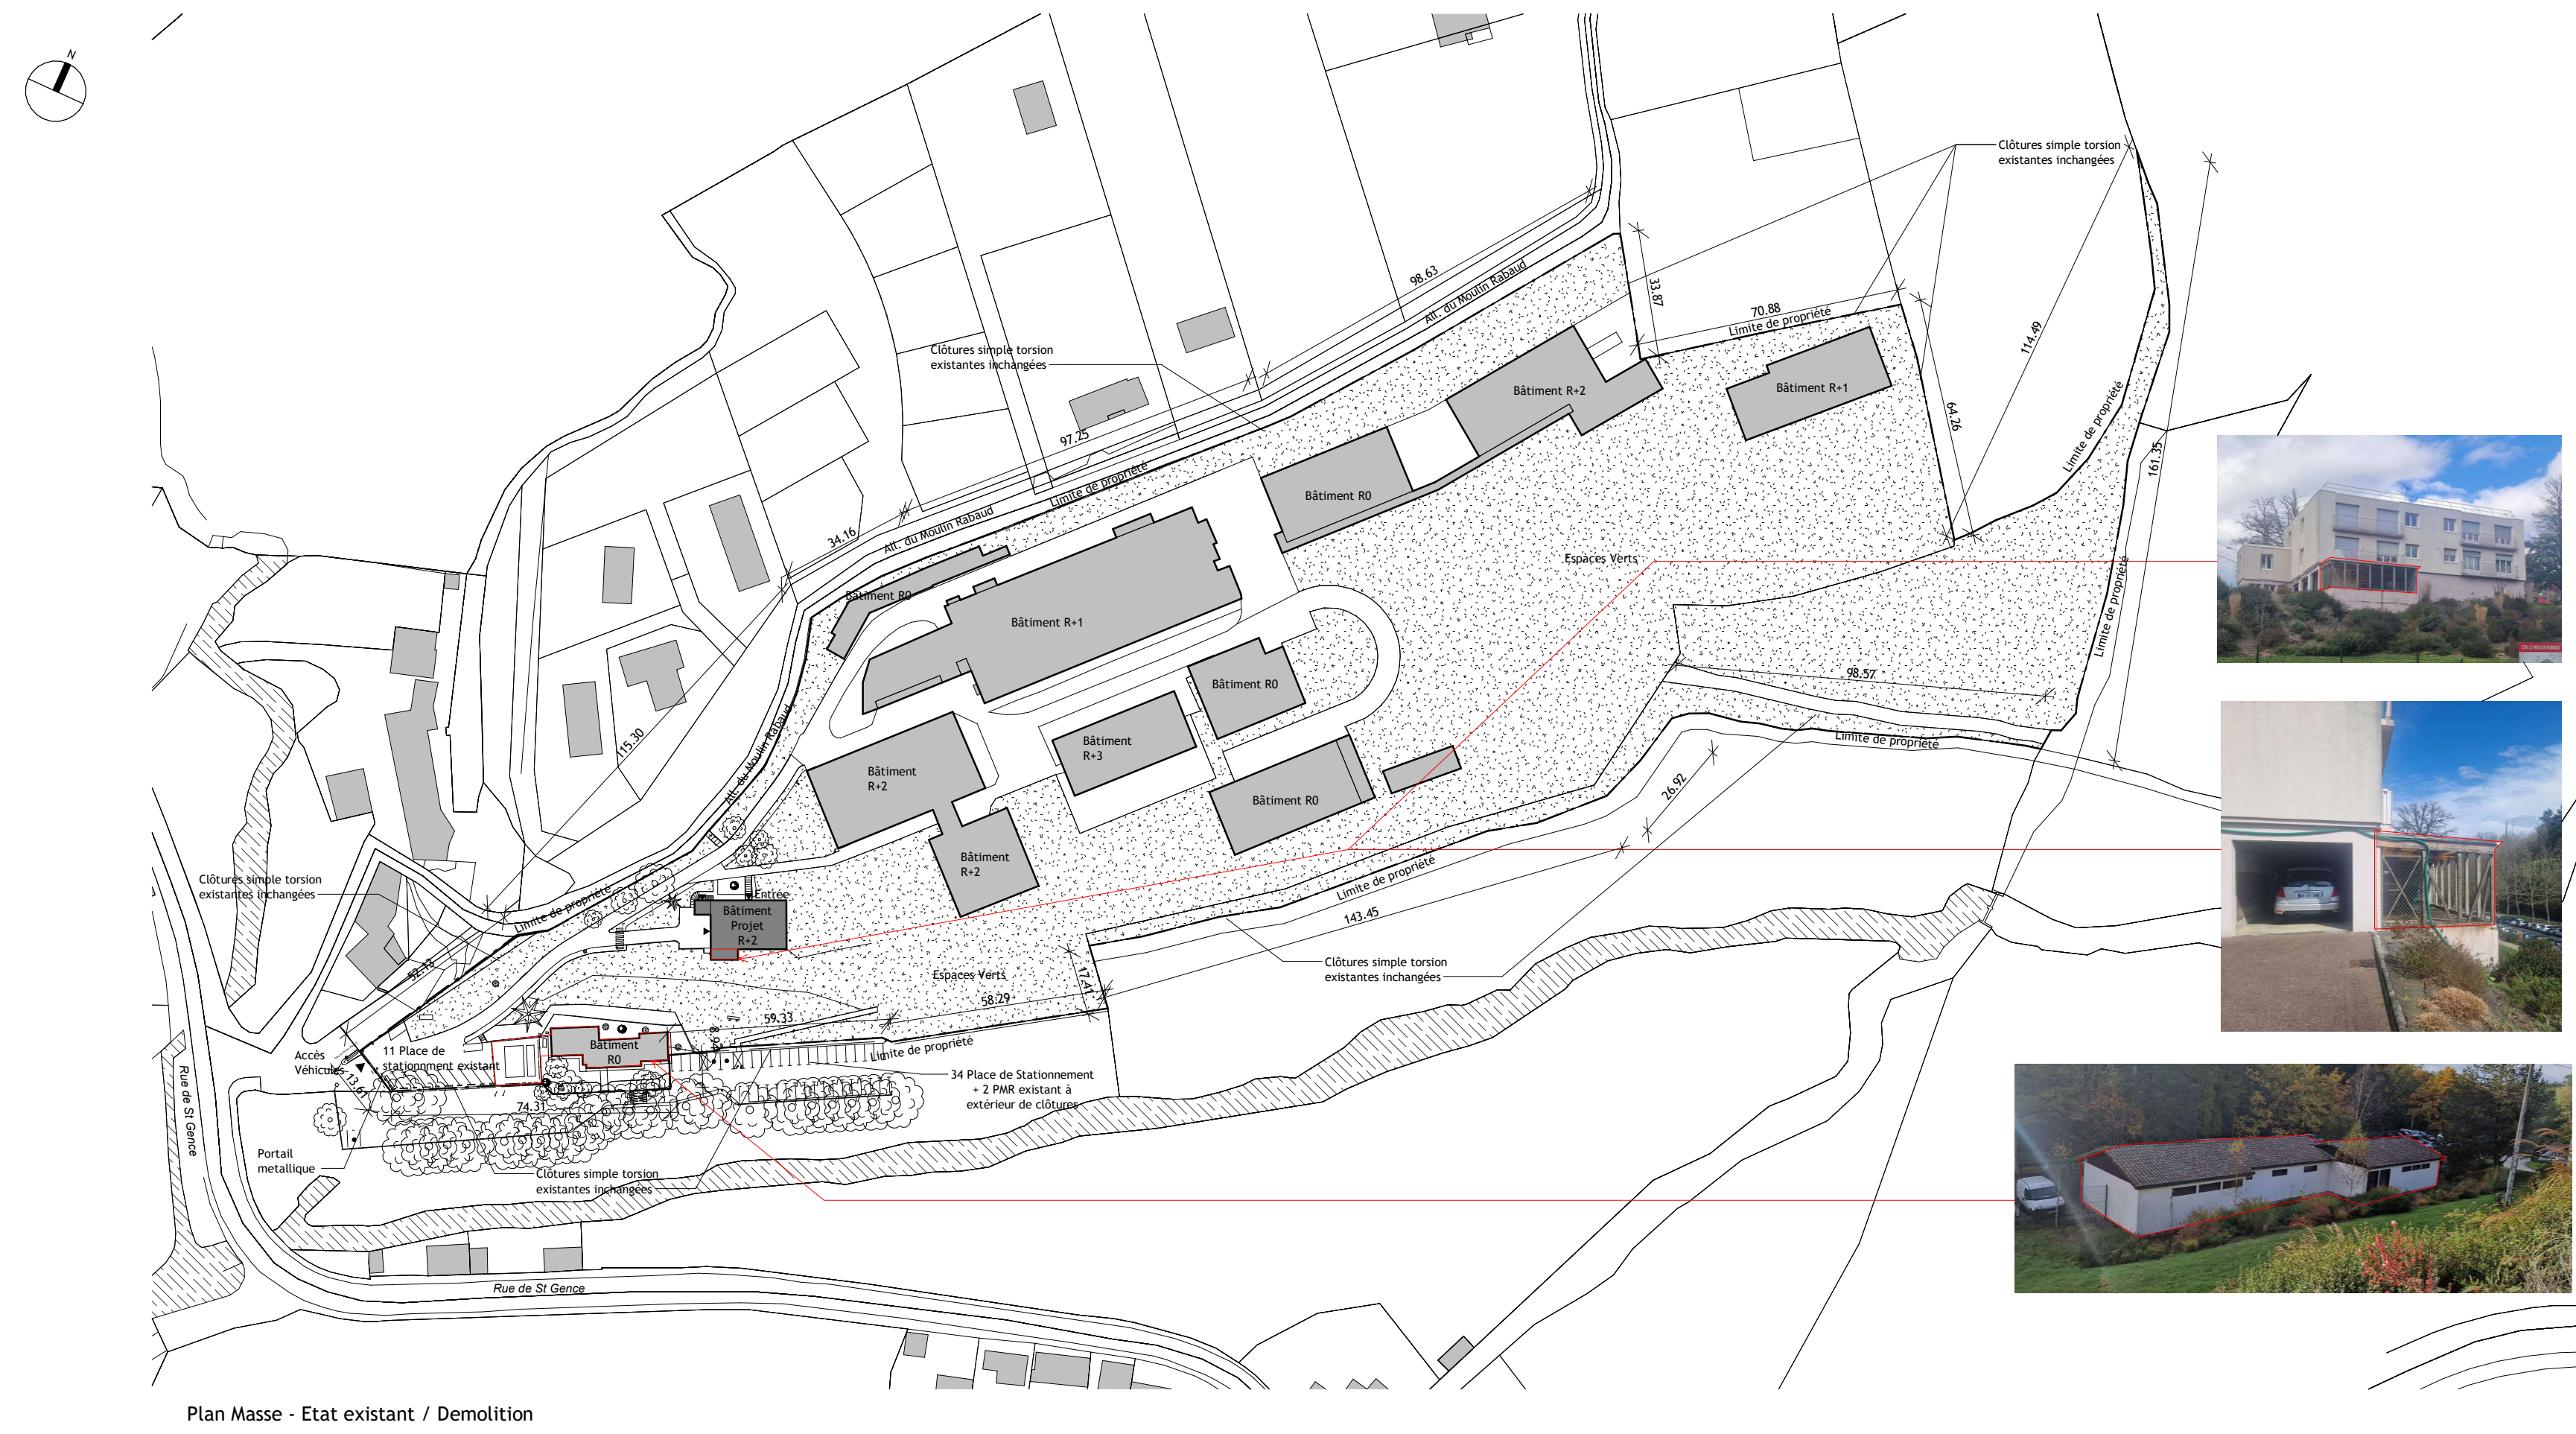 N
Clôtures simple torsion
existantes inchangées
98.63
All. du Moulin Rabaud
33.87
70.88
Limite de propriété
114.49
Clôtures simple torsion
existantes inchangées
Bâtiment R+2
Bâtiment R+1
64.26
Limite de propriété
161.35
97.25
Limite de propriété
Bâtiment R0
34.16
All. du Moulin Rabaud
Espaces Verts
Bâtiment R0
Bâtiment R+1
Limite de propriété
Bâtiment R0
98.57
115.30
All. du Moulin Rabaud
Bâtiment
R+3
Limite de propriété
Bâtiment
R+2
26.92
Bâtiment R0
Bâtiment
R+2
Limite de propriété
Clôtures simple torsion
existantes inchangées
Limite de propriété
Entrée
Bâtiment
Projet
R+2
143.45
52.13
Clôtures simple torsion
existantes inchangées
Espaces Verts
17.41
58.29
59.33
Bâtiment
R0
Limite de propriété
Accès
Véhicules
11 Place de
stationnment existant
13.61
34 Place de Stationnement
+ 2 PMR existant à
extérieur de clôtures
74.31
Rue de St Gence
Portail
metallique
Clôtures simple torsion
existantes inchangées
Rue de St Gence
Plan Masse - Etat existant / Demolition